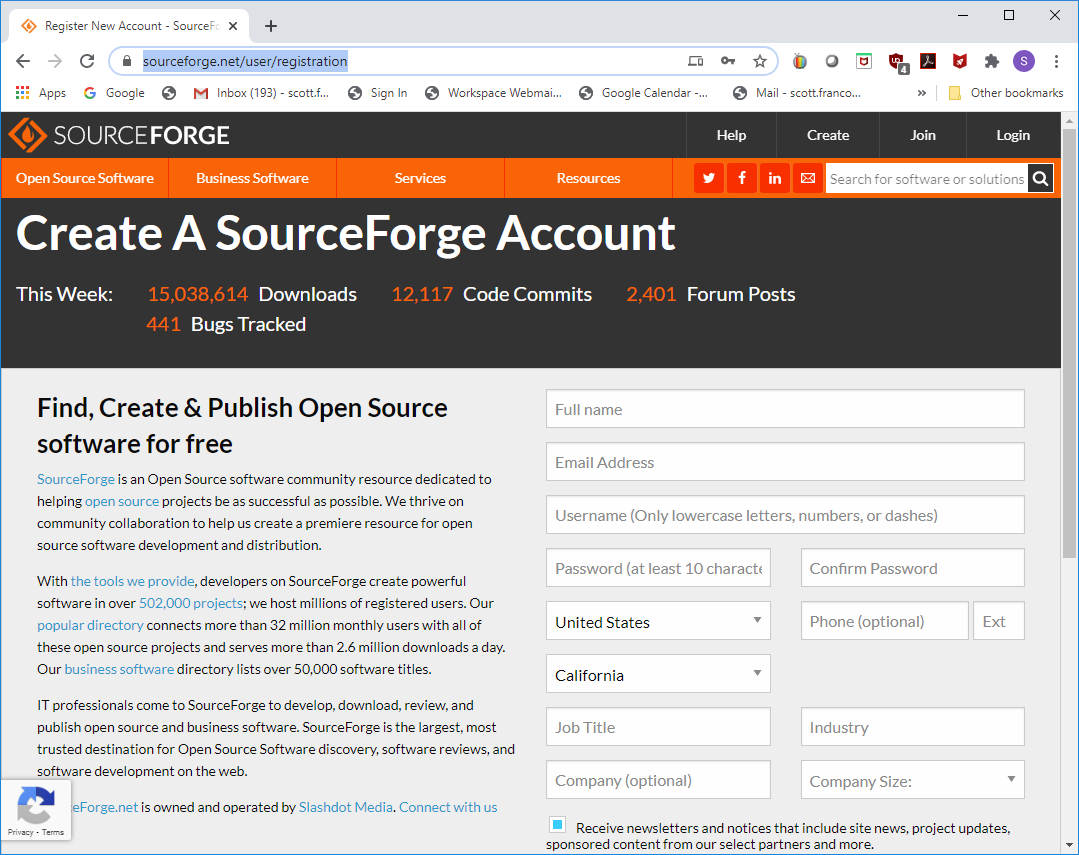 Register New Account - SourceFo
sourceforge.net/user/registration
4
S
Apps
Google
Inbox (193) - scott.f...
Sign In
Workspace Webmai...
Google Calendar -...
Mail - scott.franco...
»
Other bookmarks
SOURCEFORGE
Help
Create
Join
Login
Open Source Software
Business Software
Services
Resources
Search for software or solutions
Create A SourceForge Account
This Week: 15,038,614 Downloads 12,117 Code Commits 2,401 Forum Posts
441 Bugs Tracked
Find, Create & Publish Open Source
software for free
SourceForge is an Open Source software community resource dedicated to
helping open source projects be as successful as possible. We thrive on
community collaboration to help us create a premiere resource for open
source software development and distribution.
With the tools we provide, developers on SourceForge create powerful
software in over 502,000 projects; we host millions of registered users. Our
popular directory connects more than 32 million monthly users with all of
these open source projects and serves more than 2.6 million downloads a day.
Our business software directory lists over 50,000 software titles.
IT professionals come to SourceForge to develop, download, review, and
publish open source and business software. SourceForge is the largest, most
trusted destination for Open Source Software discovery, software reviews, and
software development on the web.
eForge.net is owned and operated by Slashdot Media. Connect with us
Privacy - Terms
Full name
Email Address
Username (Only lowercase letters, numbers, or dashes)
Password (at least 10 characte
Confirm Password
United States
Phone (optional)
Ext
California
Job Title
Industry
Company (optional)
Company Size:
Receive newsletters and notices that include site news, project updates,
sponsored content from our select partners and more.